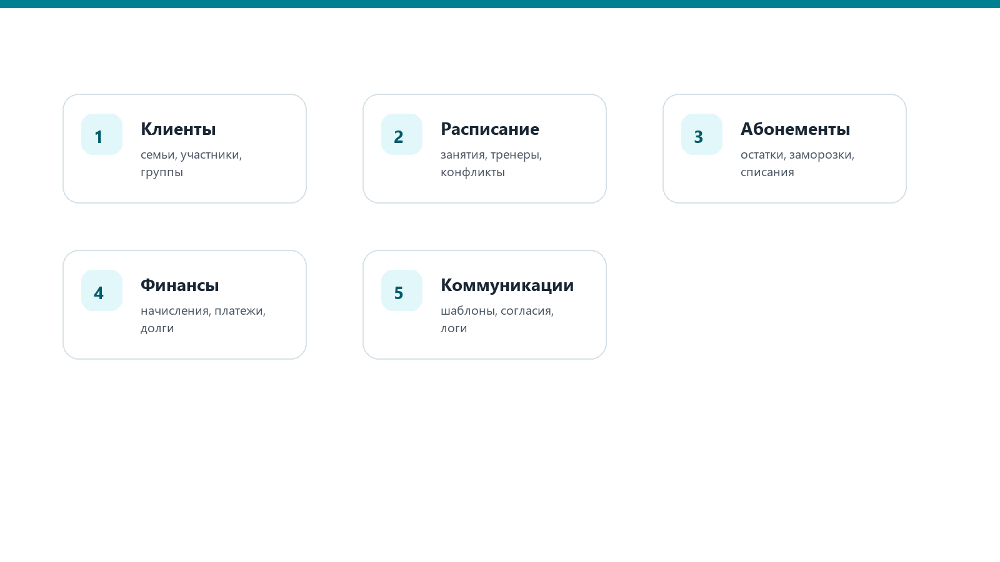 1
Клиенты
семьи, участники,
группы
2
Расписание
занятия, тренеры,
конфликты
3
Абонементы
остатки, заморозки,
списания
4
Финансы
начисления, платежи,
долги
5
Коммуникации
шаблоны, согласия,
логи